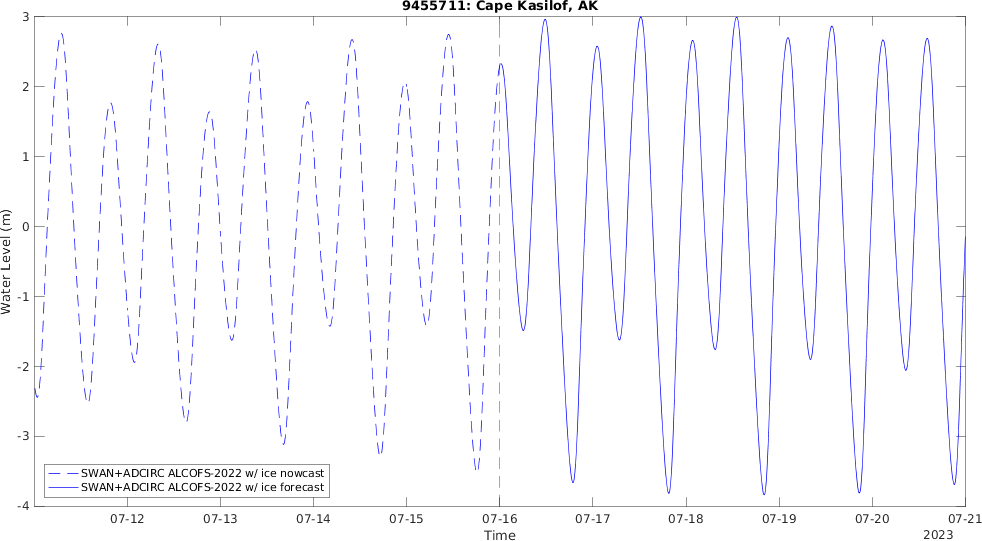 9455711: Cape Kasilof, AK
3
2
1
0
-1
-2
-3
-4
Water Level (m)
SWAN+ADCIRC ALCOFS-2022 w/ ice nowcast
SWAN+ADCIRC ALCOFS-2022 w/ ice forecast
07-12 07-13 07-14 07-15 07-16 07-17 07-18 07-19 07-20 07-21
Time
2023